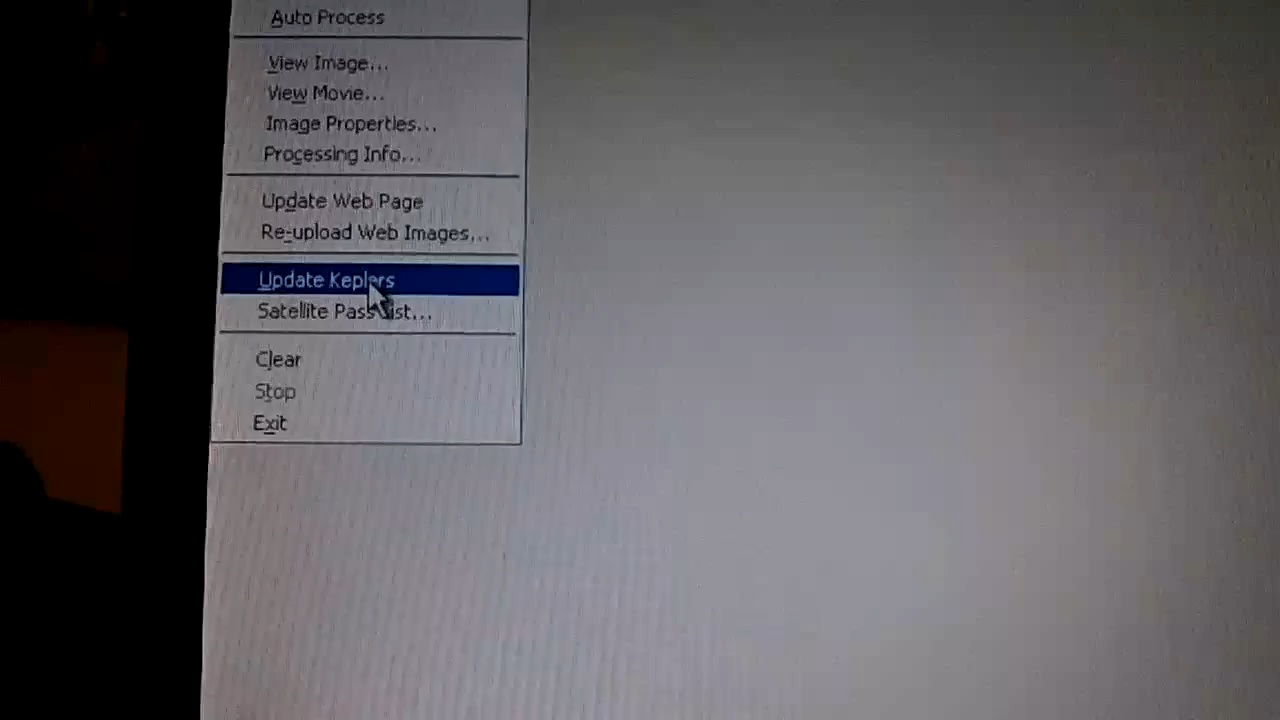 Auto Process
View Image...
View Movie...
Image Properties...
Processing Info...
Update Web Page
Re-upload Web Images...
Update Keplers
Satellite Pass List...
Clear
Stop
Exit